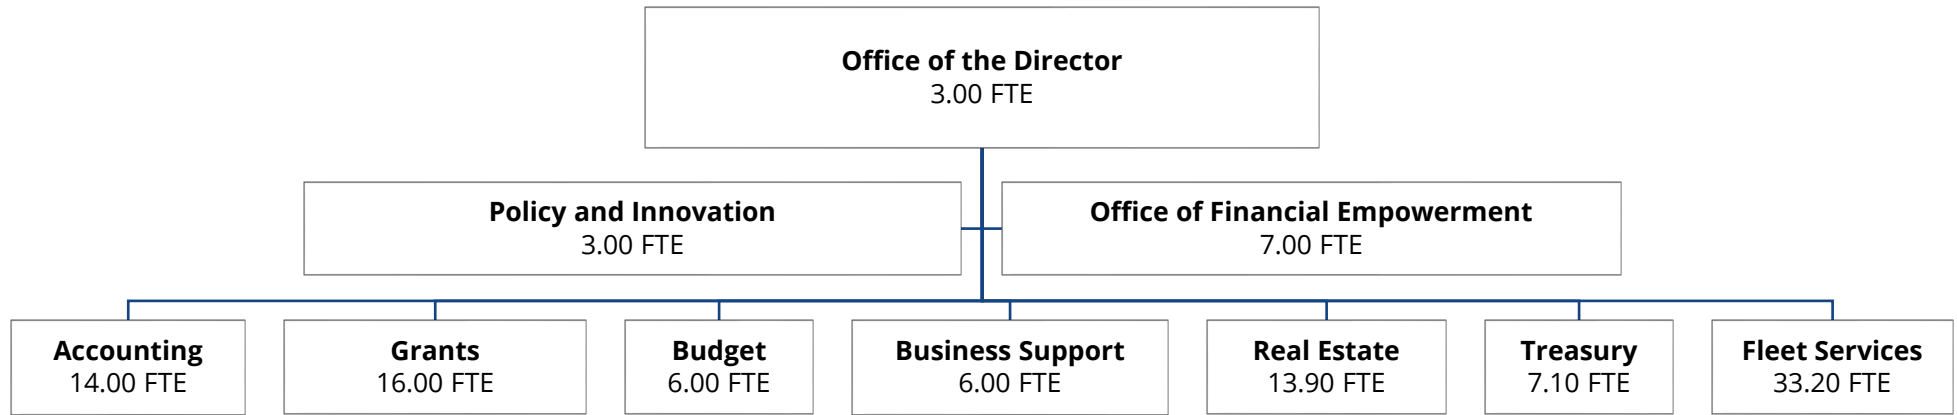 Office of the Director
3.00 FTE
Policy and Innovation
3.00 FTE
Office of Financial Empowerment
7.00 FTE
Accounting
14.00 FTE
Grants
16.00 FTE
Budget
6.00 FTE
Business Support
6.00 FTE
Real Estate
13.90 FTE
Treasury
7.10 FTE
Fleet Services
33.20 FTE